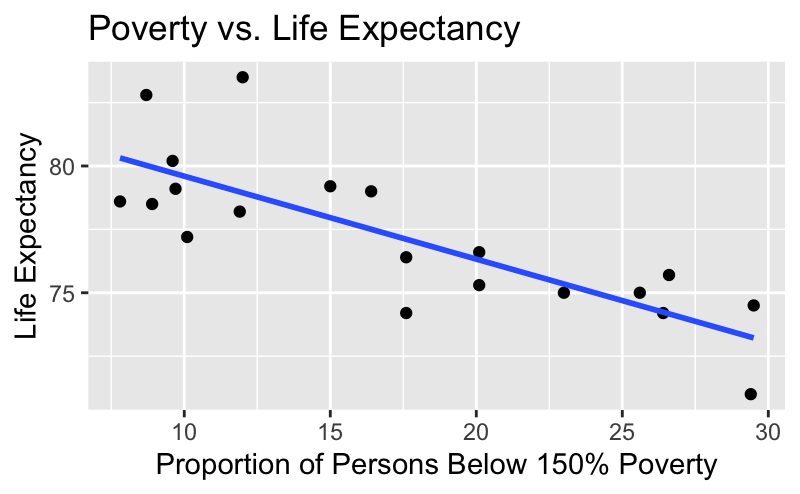 Poverty vs. Life Expectancy
Life Expectancy
80
75
10 15 20 25 30
Proportion of Persons Below 150% Poverty